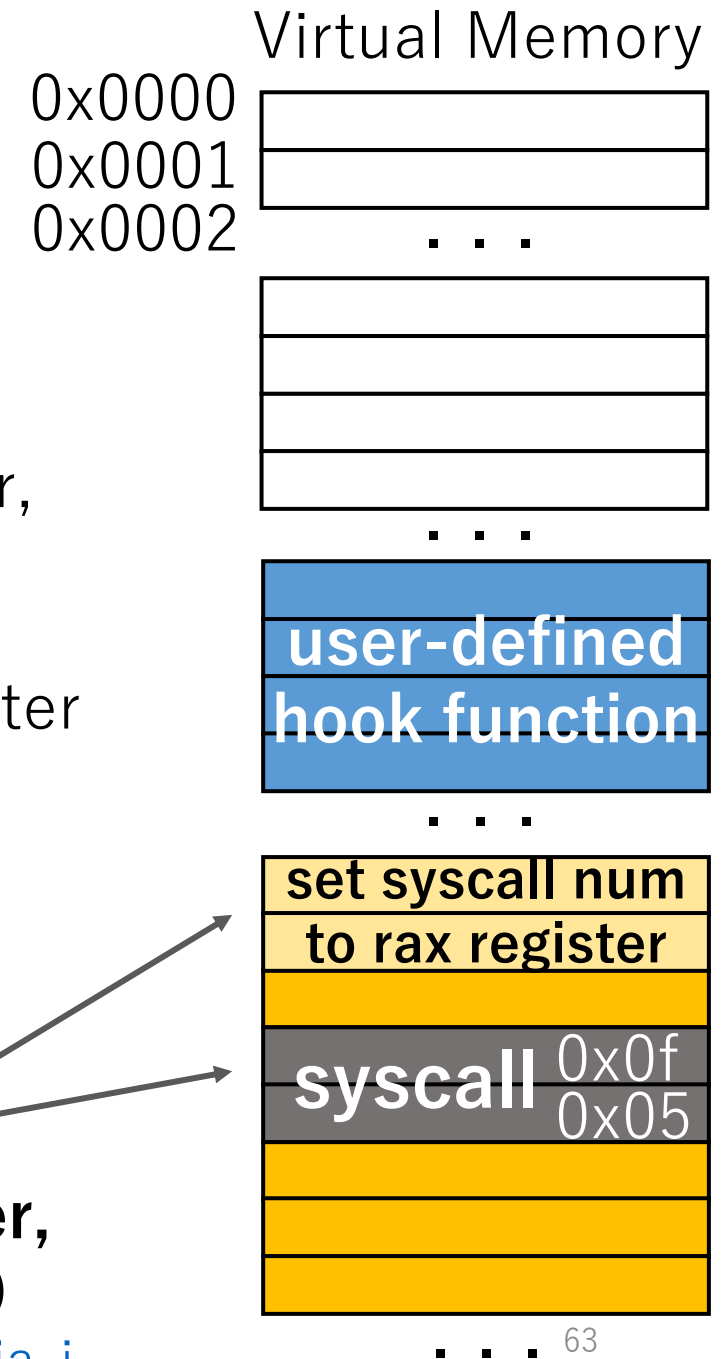 Virtual Memory
0x0000
0x0001
0x0002
. . .
r,
. . .
user-defined
ter
hook function
. . .
set syscall num
to rax register
syscall 0x0f
0x05
er,
)
. . . 63